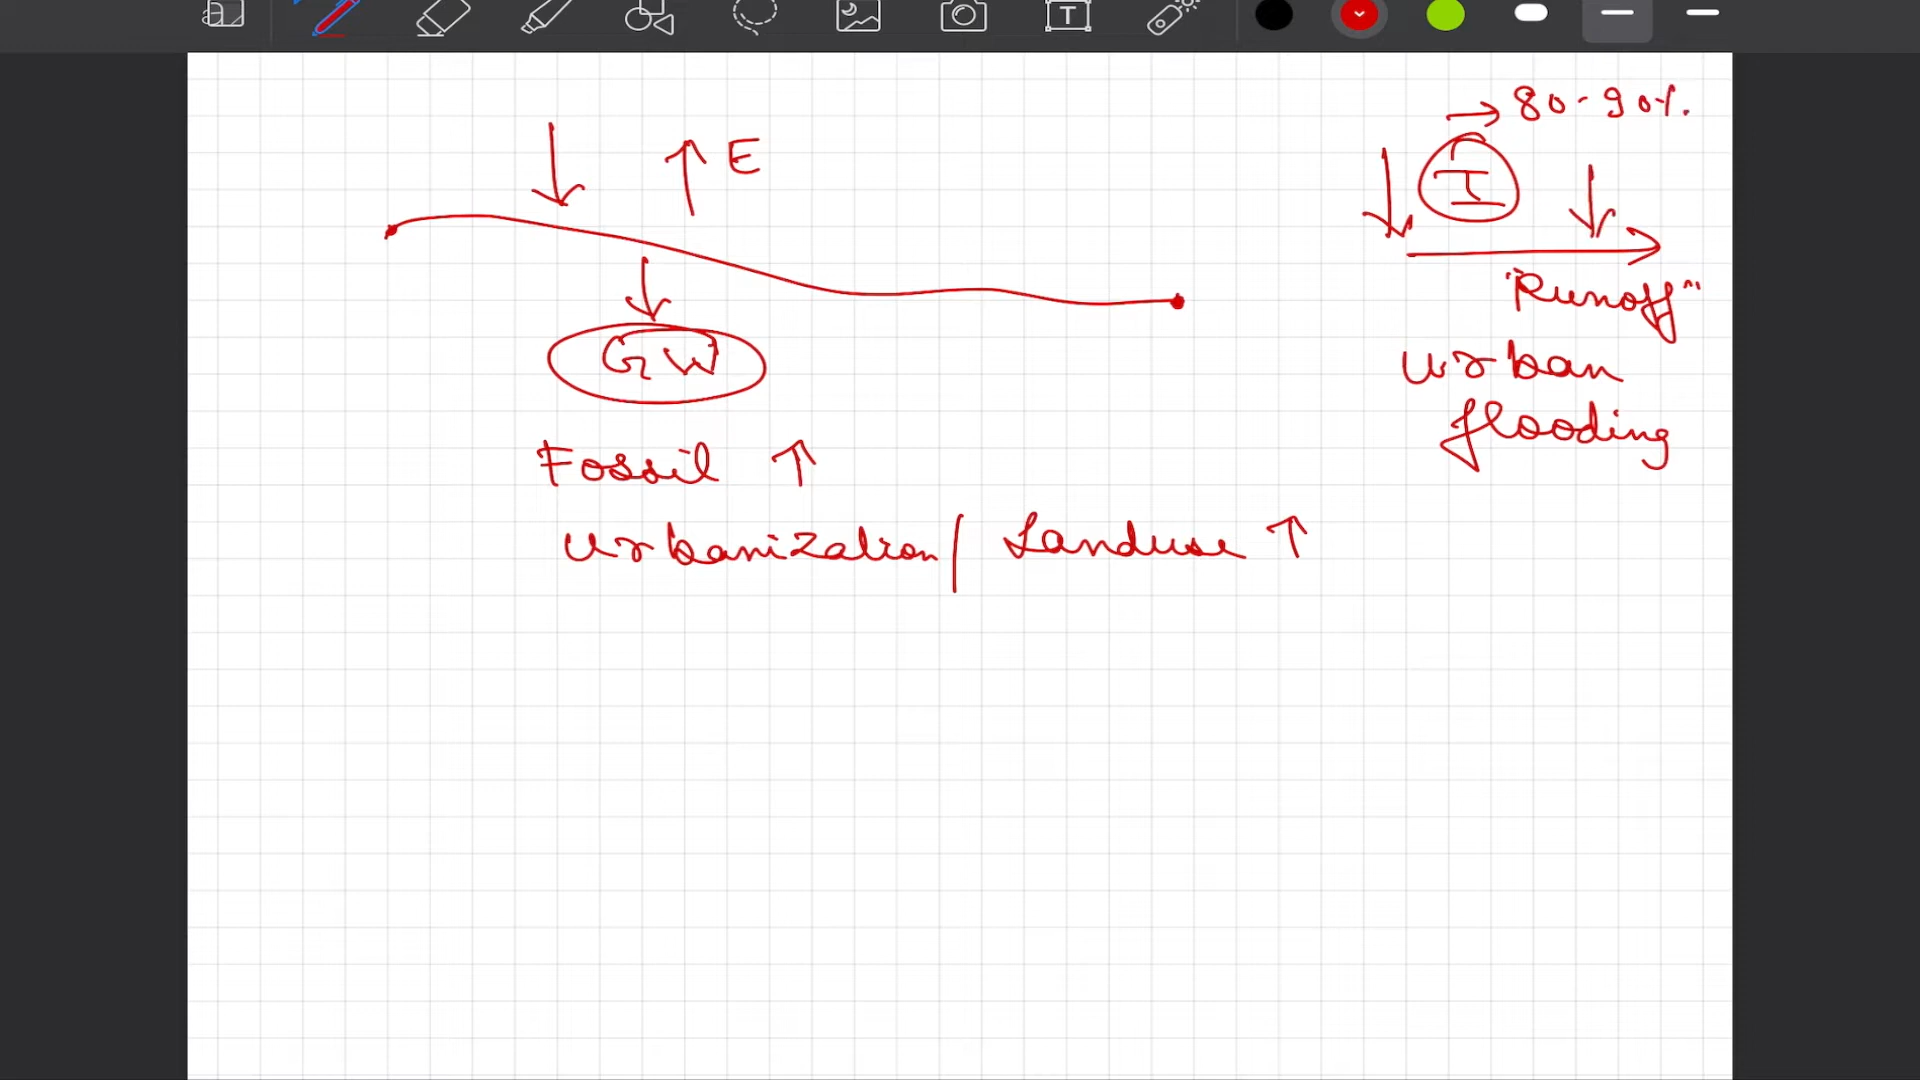 E
GW
Fossil ↑
urbanization / Landuse ↑
→ 80-90%.
I
"Runoff"
urban
flooding